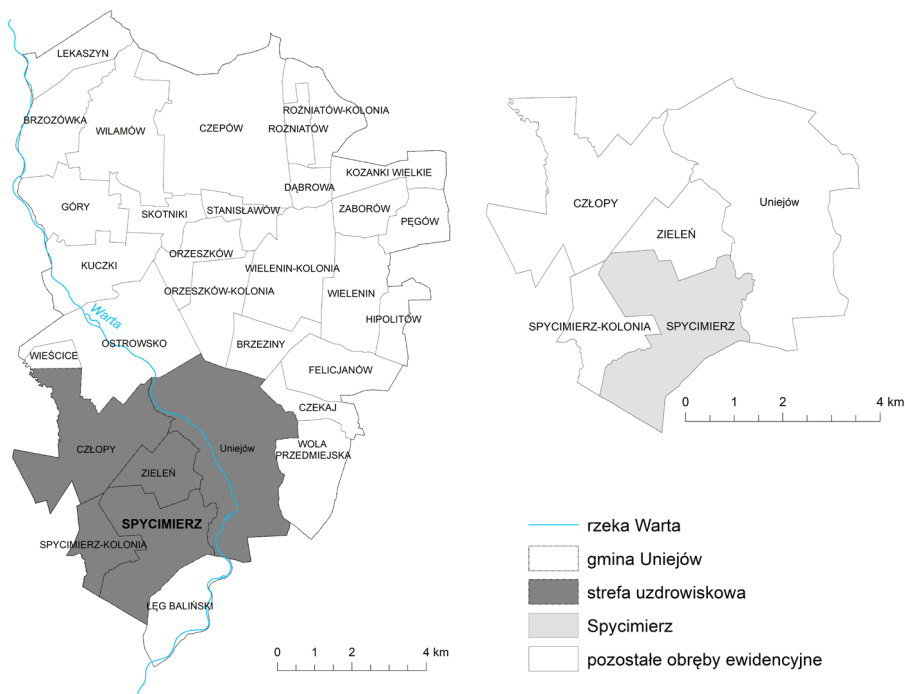 LEKASZYN
BRZOZÓWKA
WILAMÓW
CZEPÓW
ROŻNIATÓW-KOLONIA
ROŻNIATÓW
DĄBROWA
KOZANKI WIELKIE
GÓRY
SKOTNIKI
STANISŁAWÓW
ZABORÓW
PĘGÓW
ORZESZKÓW
KUCZKI
WIELENIN-KOLONIA
ORZESZKÓW-KOLONIA
WIELENIN
Warta
HIPOLITÓW
OSTROWSKO
BRZEZINY
WIEŚCICE
FELICJANÓW
CZEKAJ
CZŁOPY
Uniejów
WOLA
PRZEDMIEJSKA
ZIELEŃ
SPYCIMIERZ
SPYCIMIERZ-KOLONIA
ŁĘG BALIŃSKI
0 1 2 4 km
CZŁOPY
Uniejów
ZIELEŃ
SPYCIMIERZ-KOLONIA
SPYCIMIERZ
0 1 2 4 km
rzeka Warta
gmina Uniejów
strefa uzdrowiskowa
Spycimierz
pozostałe obręby ewidencyjne